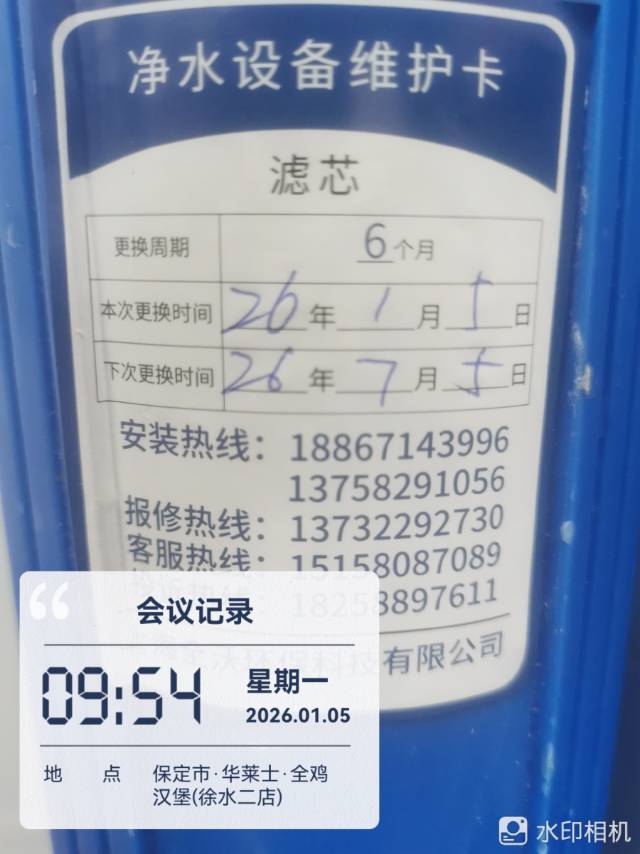 净水设备维护卡
滤芯
更换周期 6个月
本次更换时间 26年1月5日
下次更换时间 26年7月5日
安装热线：18867143996
13758291056
报修热线：13732292730
客服热线：15158087089
18258897611
有限公司
会议记录
09:54
星期一
2026.01.05
地 点 保定市·华莱士·全鸡
汉堡(徐水二店)
水印相机